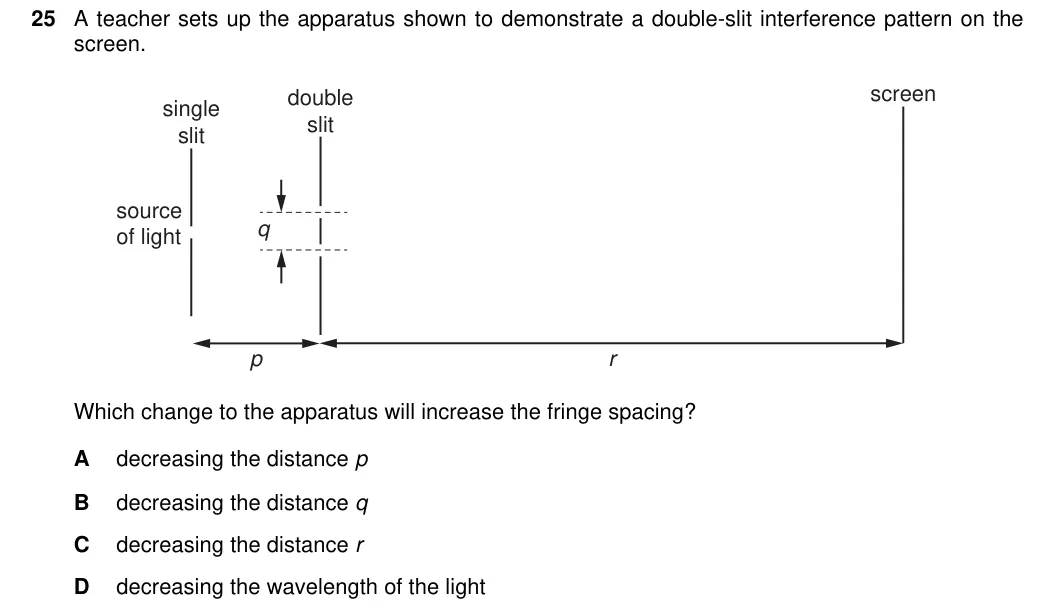 25 A teacher sets up the apparatus shown to demonstrate a double-slit interference pattern on the
screen.
single
slit
double
slit
screen
source
of light
q
p
r
Which change to the apparatus will increase the fringe spacing?
A decreasing the distance p
B decreasing the distance q
C decreasing the distance r
D decreasing the wavelength of the light